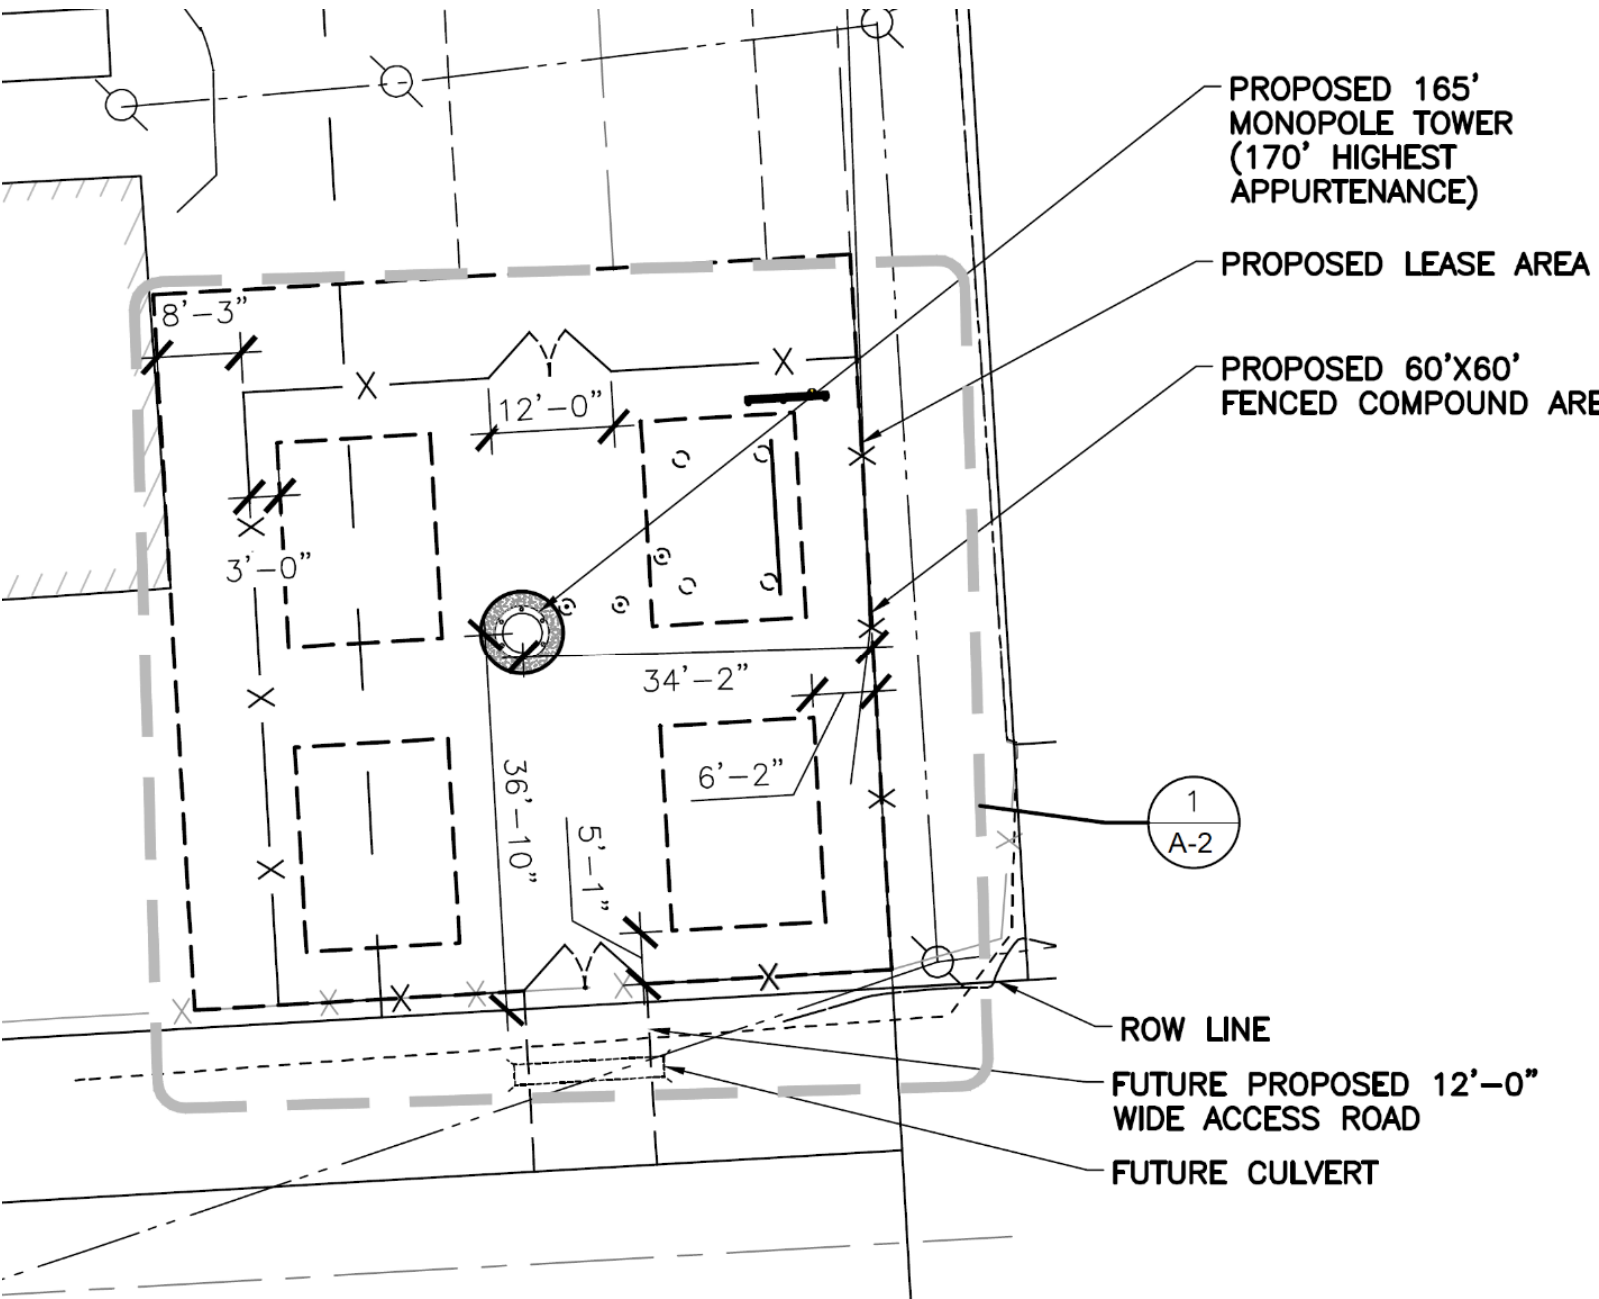 PROPOSED 165'
MONOPOLE TOWER
(170' HIGHEST
APPURTENANCE)
PROPOSED LEASE AREA
8'-3"
PROPOSED 60'X60'
FENCED COMPOUND ARE
12'-0"
3'-0"
34'-2"
6'-2"
36'-10"
5'-1"
1
A-2
ROW LINE
FUTURE PROPOSED 12'-0"
WIDE ACCESS ROAD
FUTURE CULVERT